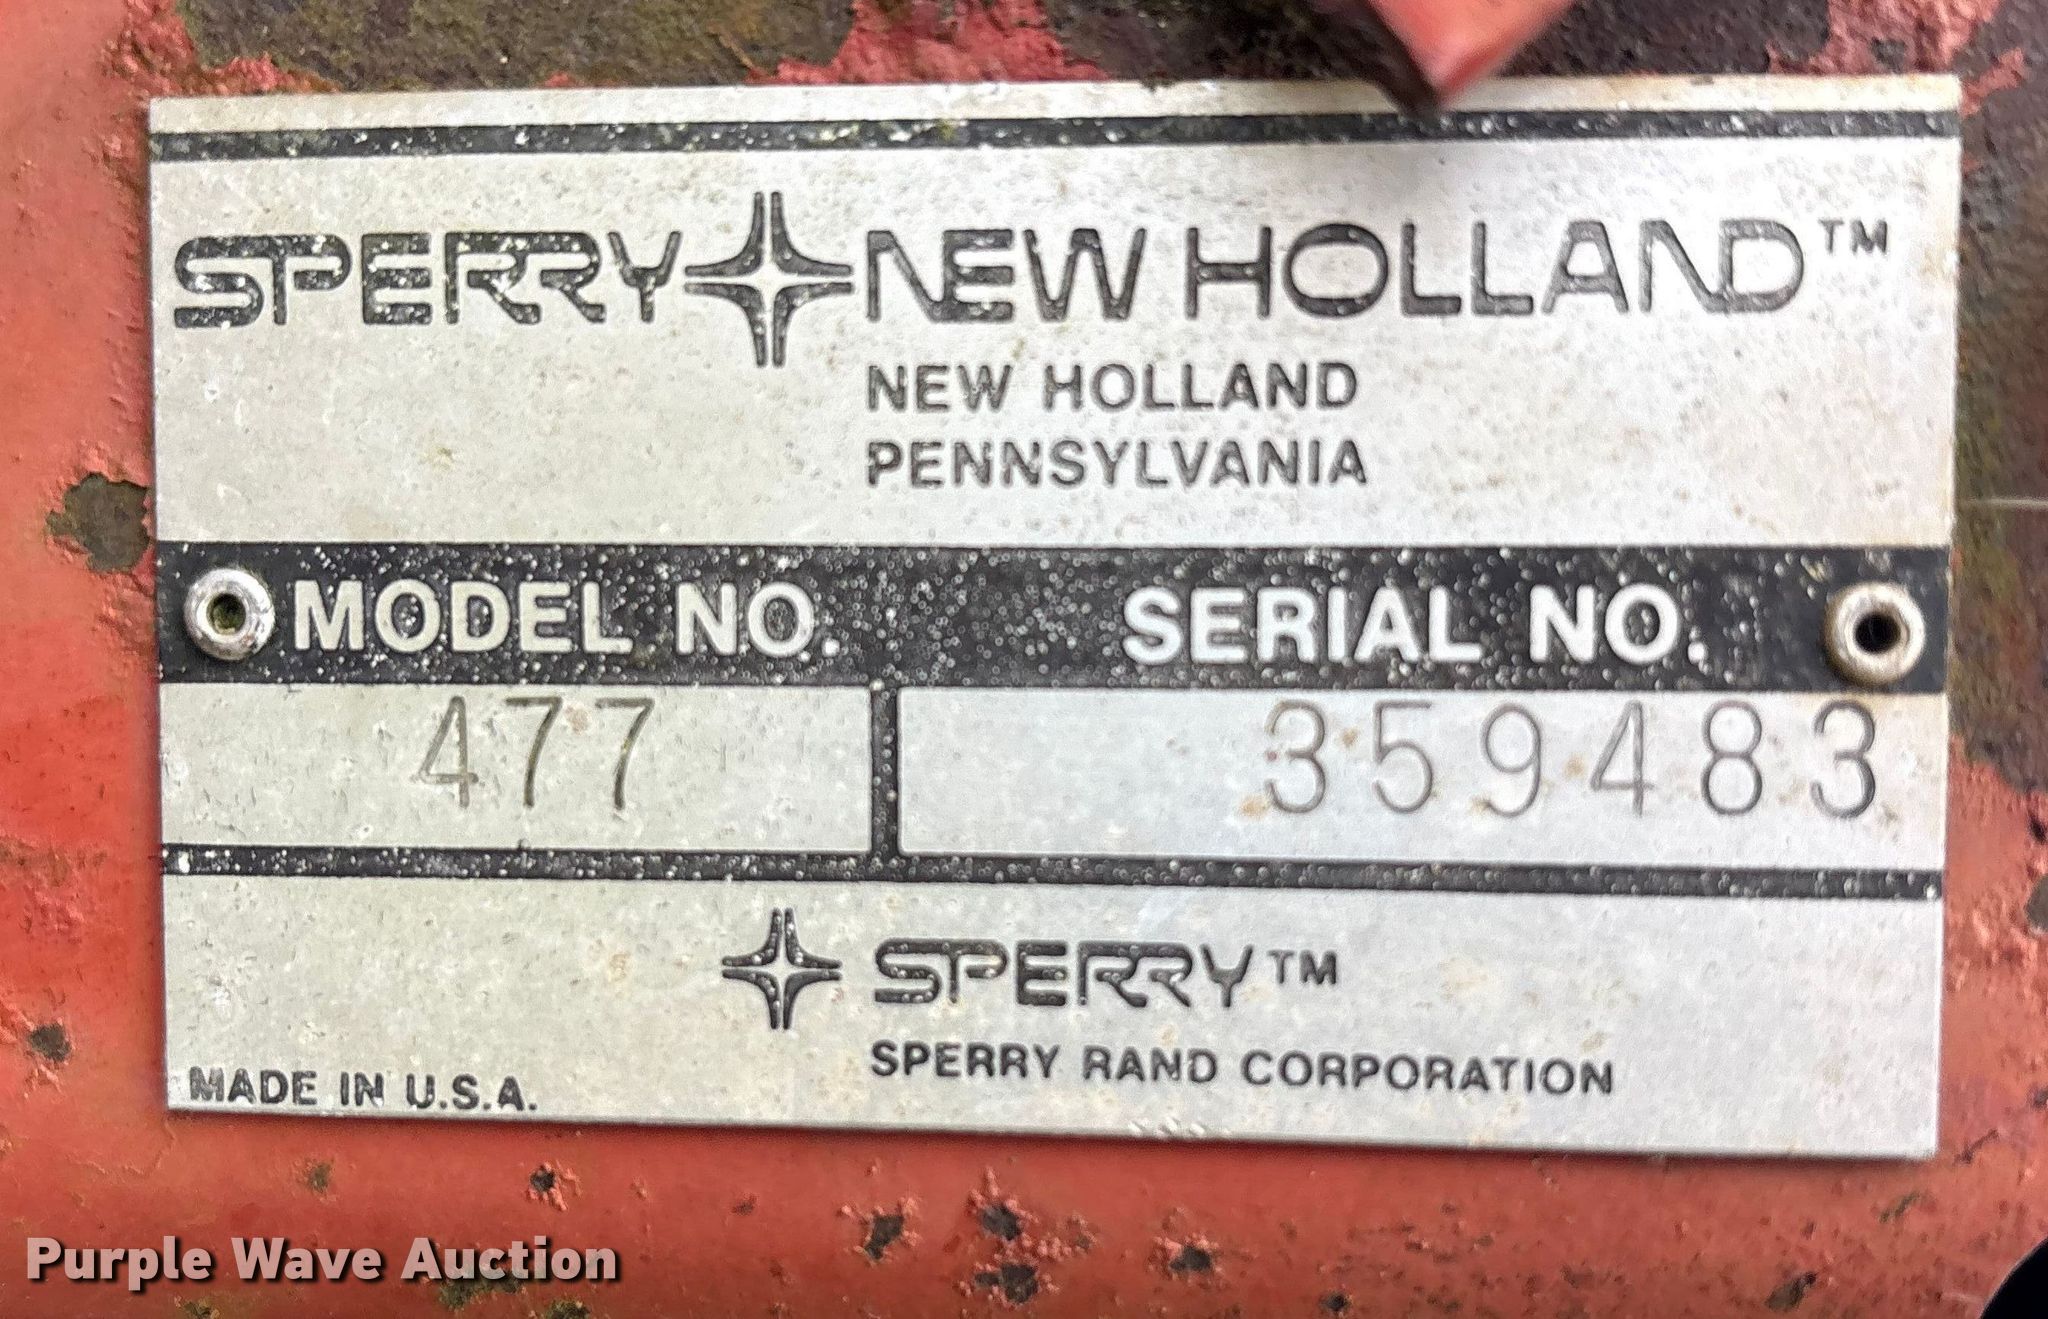 SPERRY NEW HOLLAND™
NEW HOLLAND
PENNSYLVANIA
MODEL NO. SERIAL NO.
477 359483
SPERRY™
SPERRY RAND CORPORATION
MADE IN U.S.A.
Purple Wave Auction